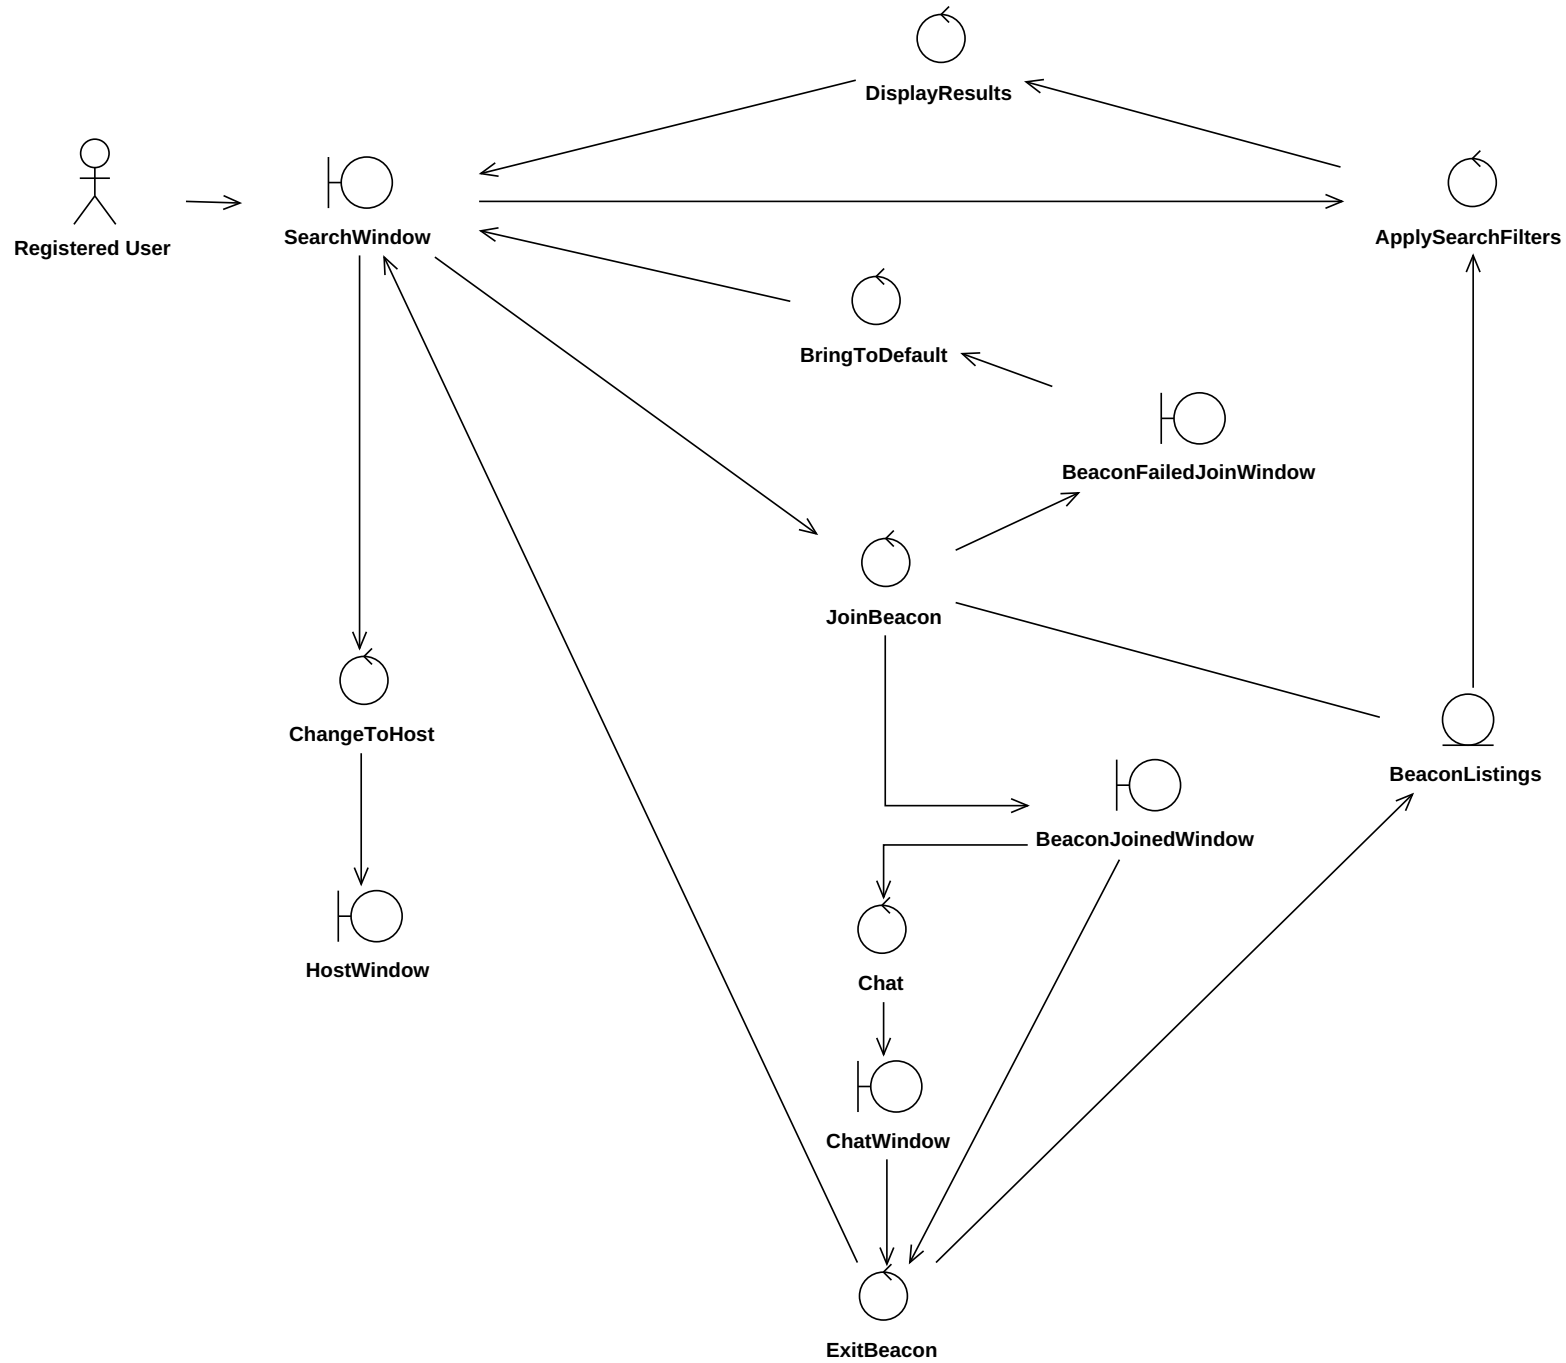 DisplayResults
Registered User
SearchWindow
ApplySearchFilters
BringToDefault
BeaconFailedJoinWindow
JoinBeacon
ChangeToHost
BeaconListings
BeaconJoinedWindow
HostWindow
Chat
ChatWindow
ExitBeacon